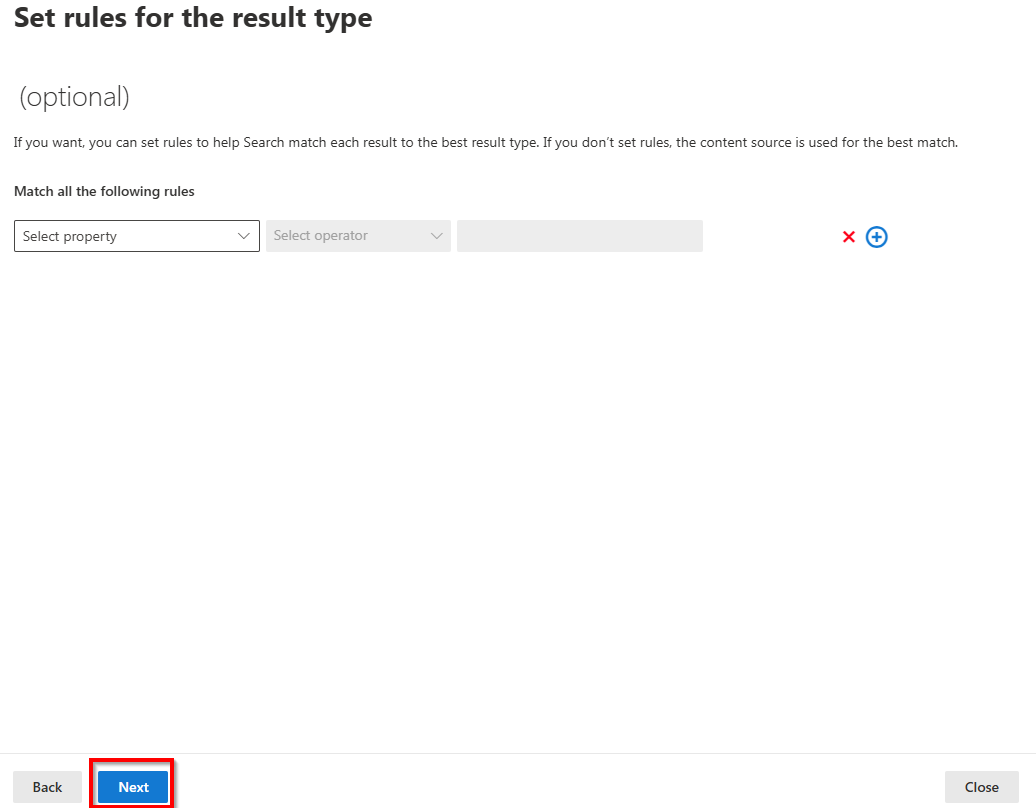 Set rules for the result type
(optional)
If you want, you can set rules to help Search match each result to the best result type. If you don’t set rules, the content source is used for the best match.
Match all the following rules
Select property
Select operator
Back
Next
Close